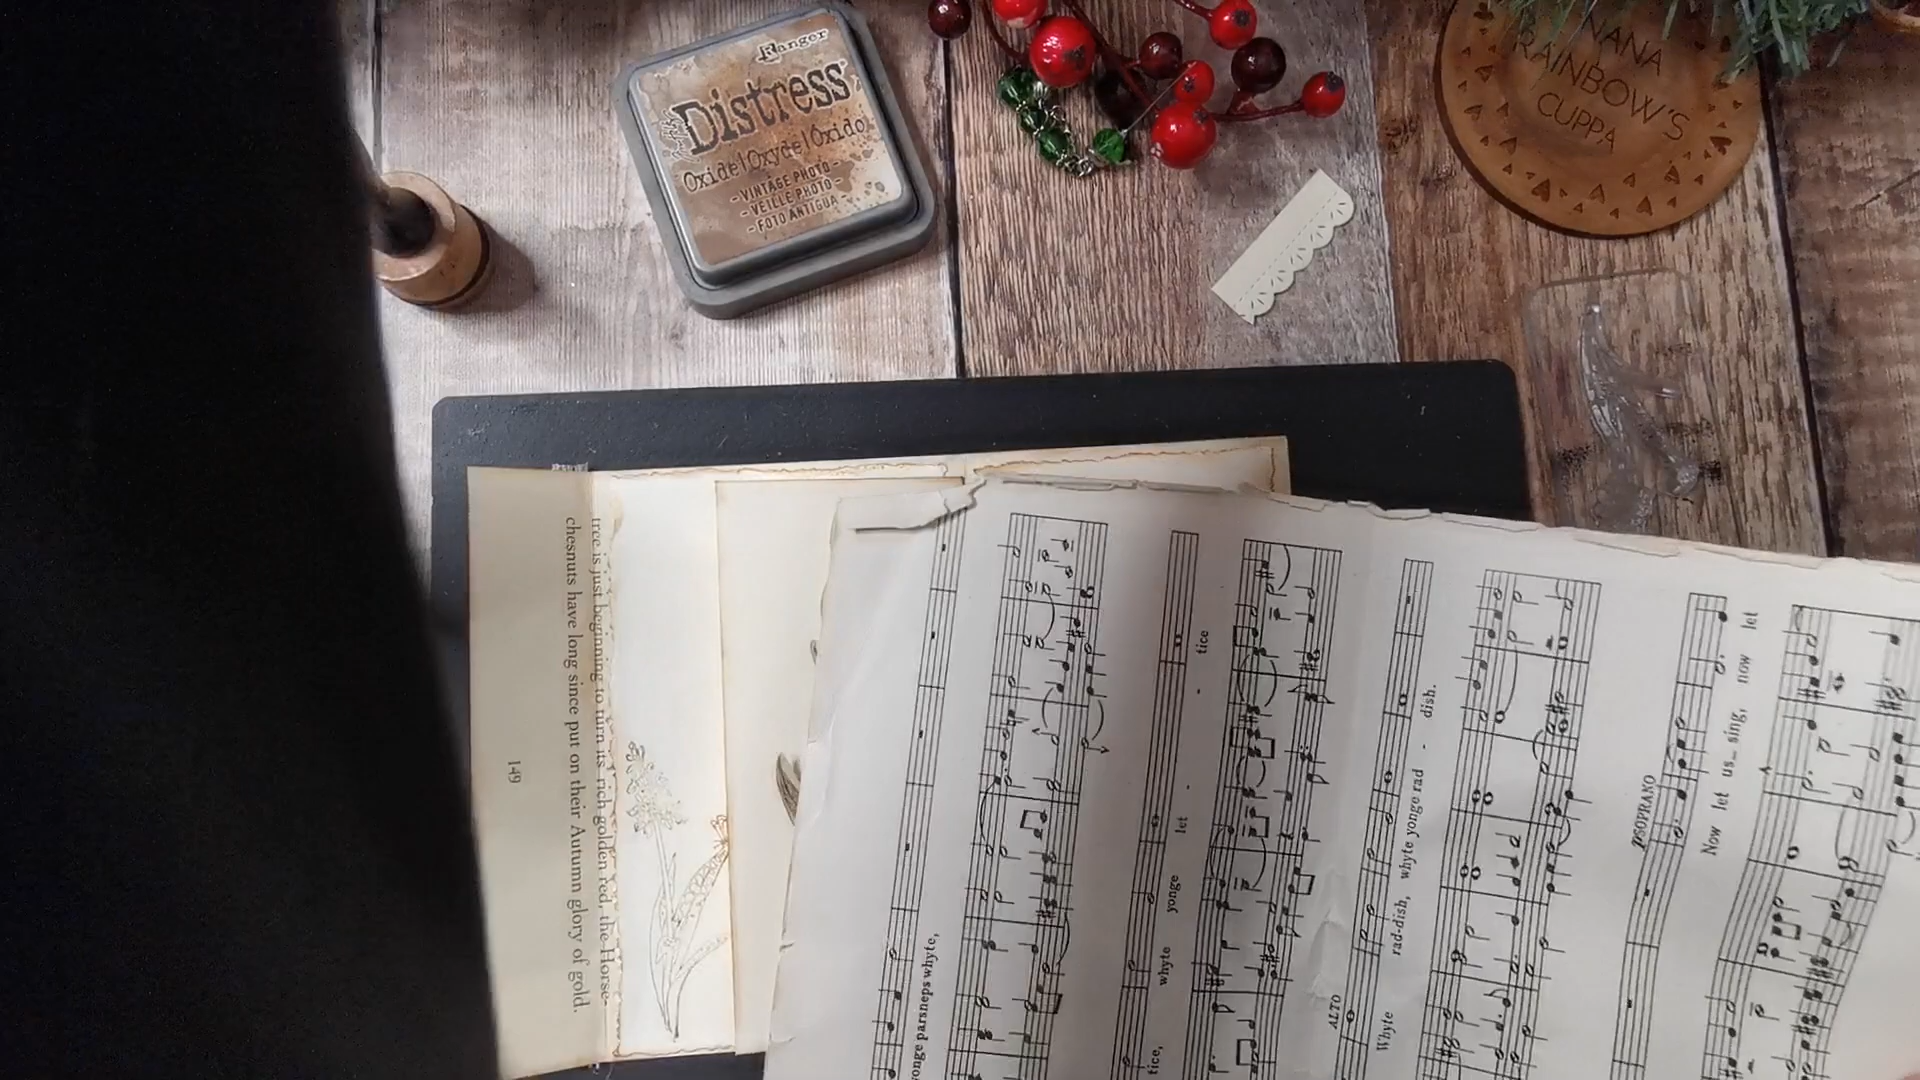 Ranger
Distress
Oxide|Oxyde|Óxido
- VINTAGE PHOTO -
- VEILLE PHOTO -
- FOTO ANTIGUA -
NANA
RAINBOW'S
CUPPA
tree is just beginning to turn its rich golden red, the Horse-
chesnuts have long since put on their Autumn glory of gold.
149
yonge parsneps whyte,
tice, whyte yonge let - tice
ALTO
Whyte rad-dish, whyte yonge rad - dish.
pSOPRANO
Now let us_ sing, now let